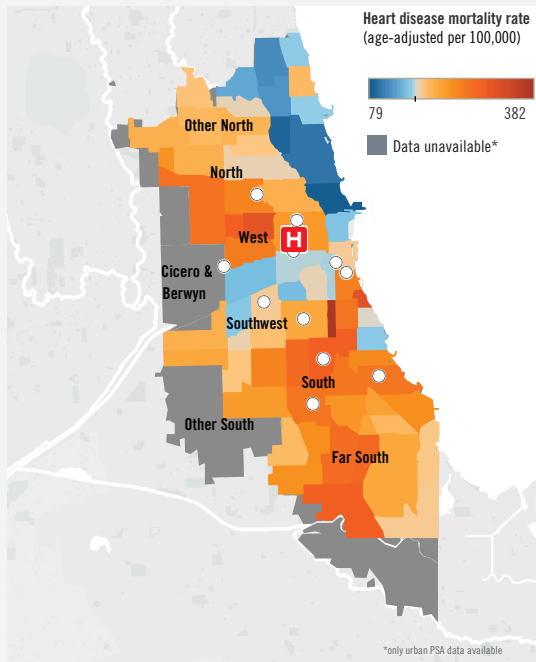 Heart disease mortality rate
(age-adjusted per 100,000)
79 382
Data unavailable*
Other North
North
West
H
Cicero &
Berwyn
Southwest
South
Other South
Far South
*only urban PSA data available